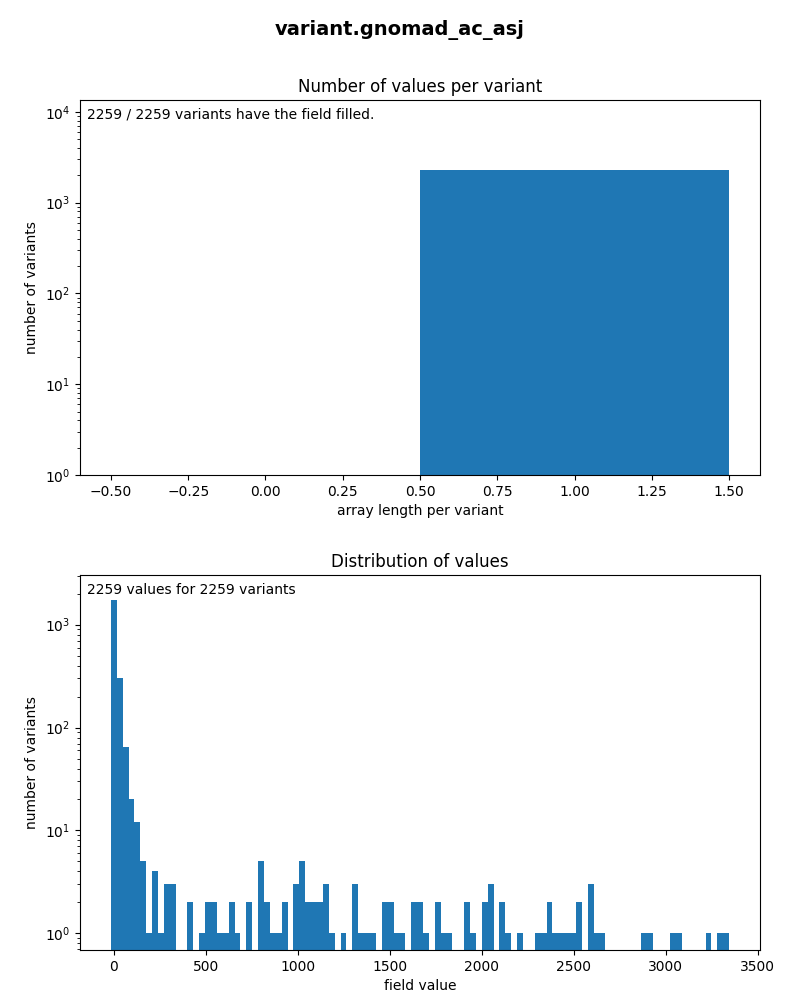 variant.gnomad_ac_asj
Number of values per variant
2259 / 2259 variants have the field filled.
10⁴
10³
10²
10¹
10⁰
number of variants
−0.50 −0.25 0.00 0.25 0.50 0.75 1.00 1.25 1.50
array length per variant
Distribution of values
2259 values for 2259 variants
10³
10²
10¹
10⁰
number of variants
0 500 1000 1500 2000 2500 3000 3500
field value